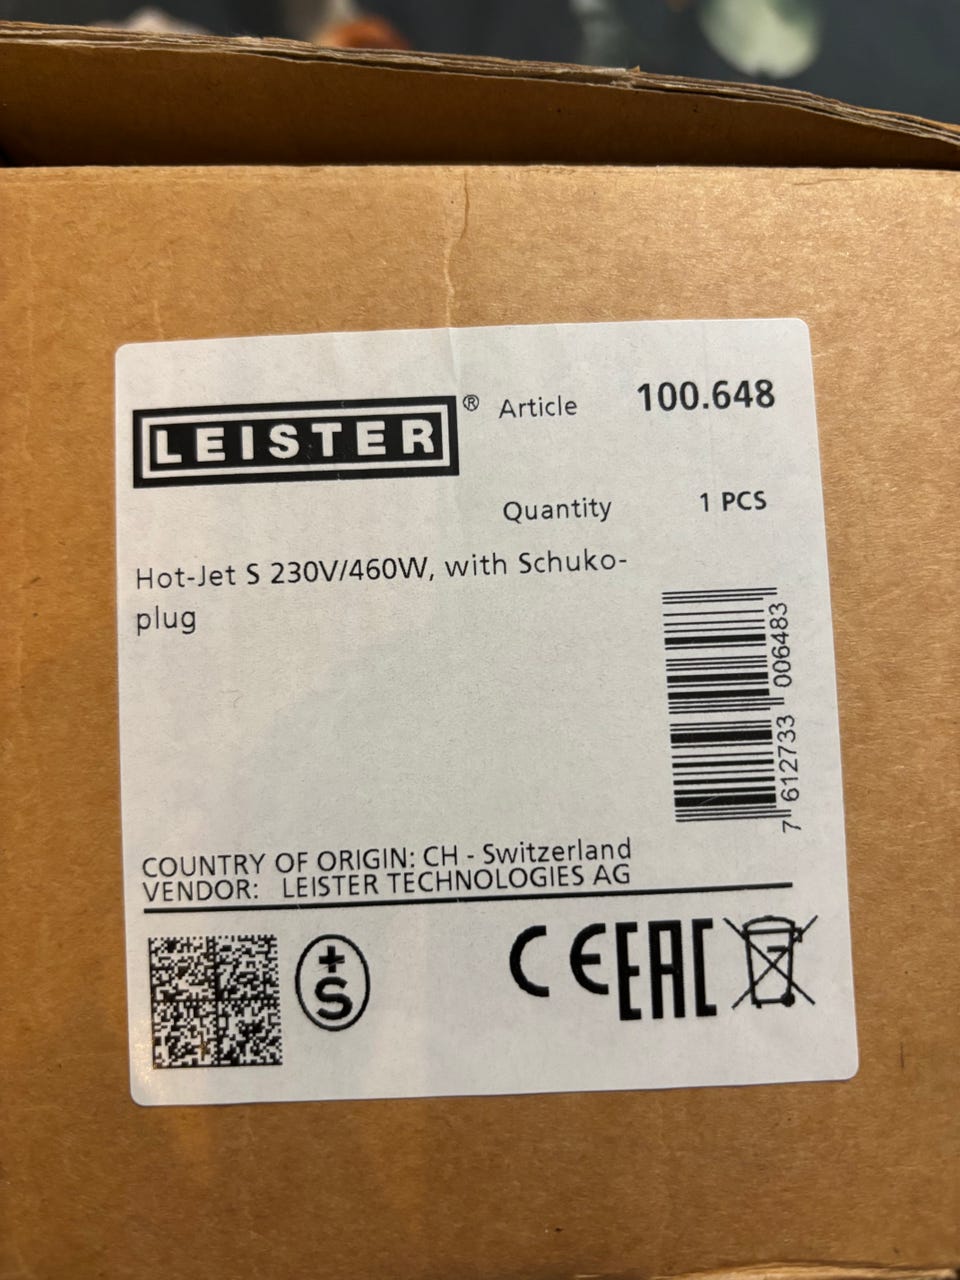 LEISTER® Article 100.648
Quantity 1 PCS
Hot-Jet S 230V/460W, with Schuko-
plug
7 612733 006483
COUNTRY OF ORIGIN: CH - Switzerland
VENDOR: LEISTER TECHNOLOGIES AG
+S CE EAC